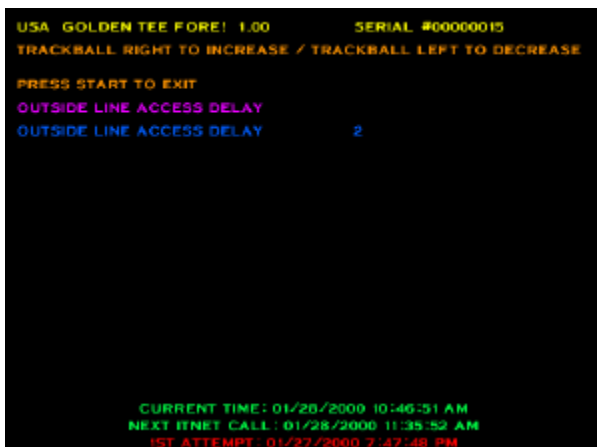 USA GOLDEN TEE FORE! 1.00 SERIAL #00000015
TRACKBALL RIGHT TO INCREASE / TRACKBALL LEFT TO DECREASE
PRESS START TO EXIT
OUTSIDE LINE ACCESS DELAY
OUTSIDE LINE ACCESS DELAY 2
CURRENT TIME: 01/28/2000 10:46:51 AM
NEXT ITNET CALL: 01/28/2000 11:35:52 AM
1ST ATTEMPT: 01/27/2000 7:47:48 PM